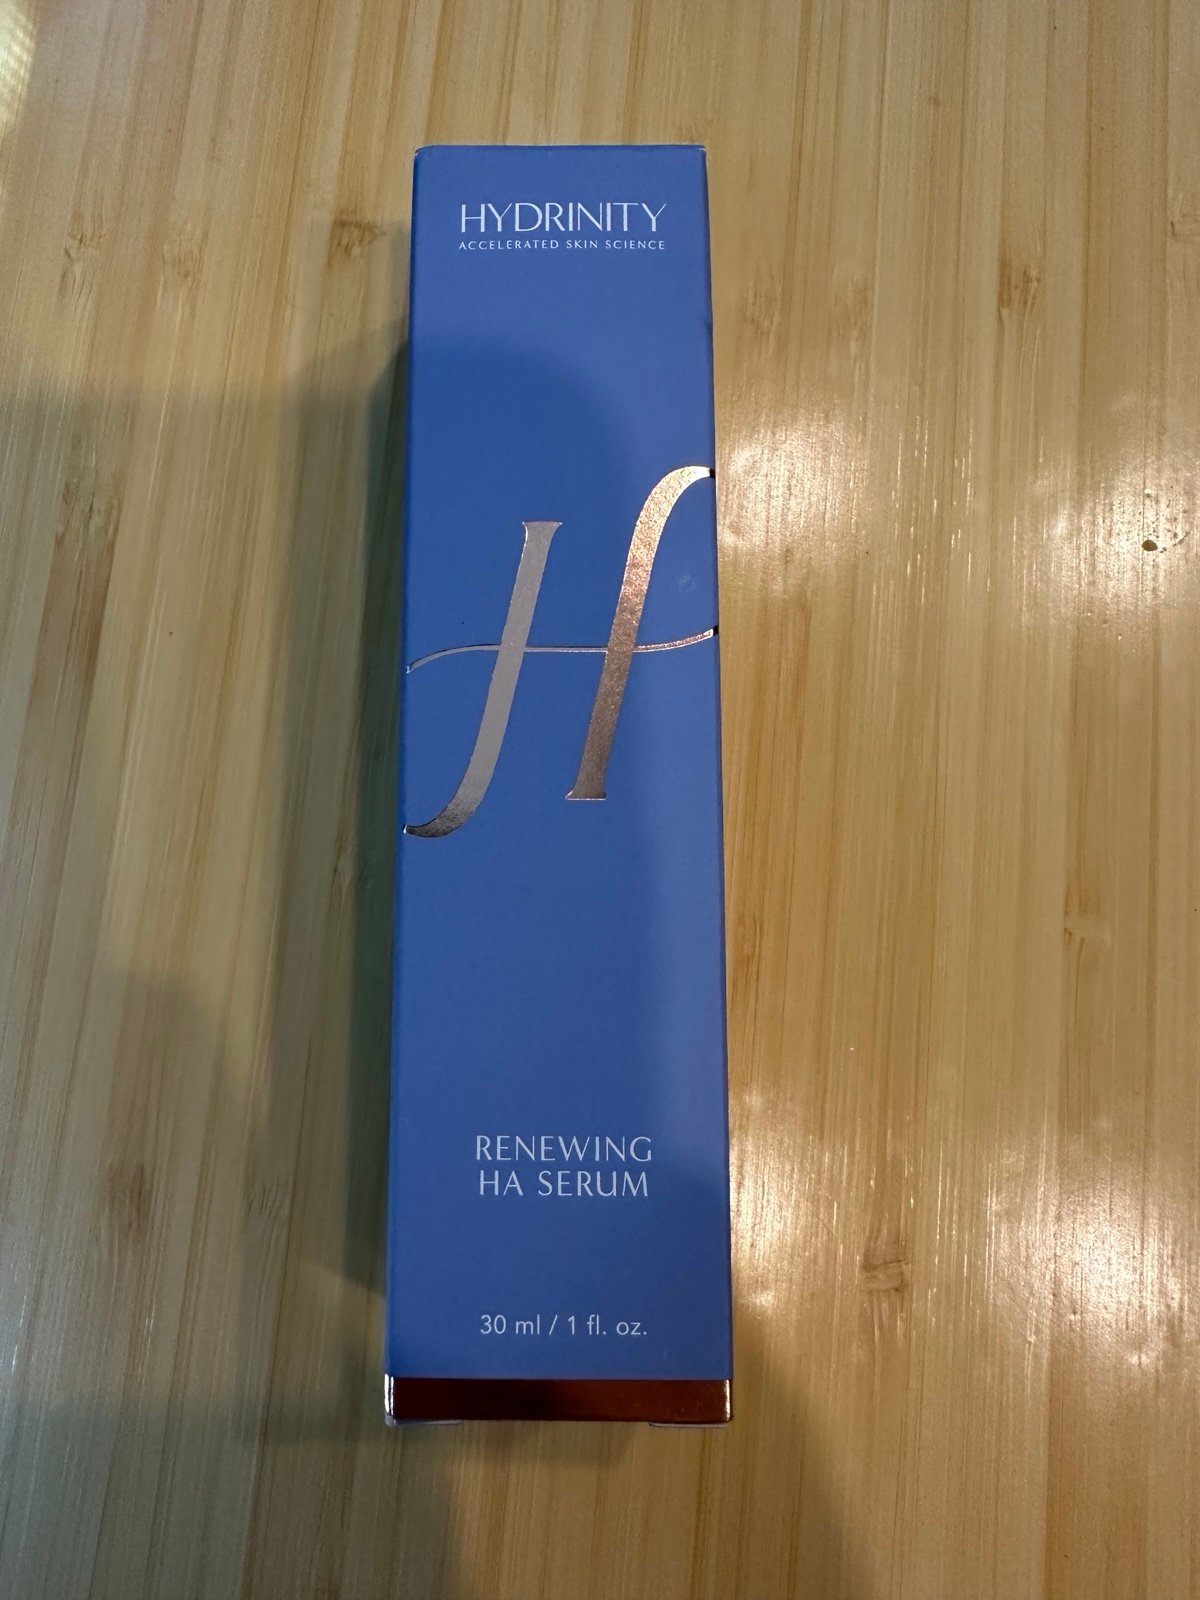 HYDRINITY
ACCELERATED SKIN SCIENCE
H
RENEWING
HA SERUM
30 ml / 1 fl. oz.